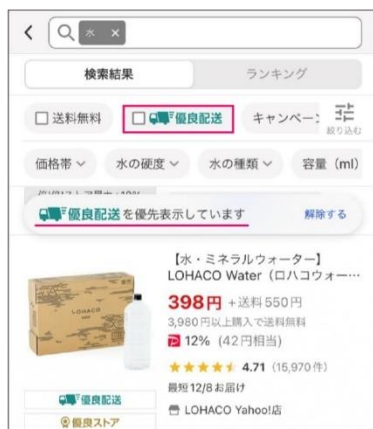 水 ×
検索結果 ランキング
送料無料 優良配送 キャンペー
絞り込む
価格帯 水の硬度 水の種類 容量 (ml)
優良配送を優先表示しています 解除する
【水・ミネラルウォーター】
LOHACO Water（ロハコウォー…
398円 +送料550円
3,980円以上購入で送料無料
12% (42円相当)
4.71 (15,970件)
最短12/8お届け
LOHACO Yahoo!店
LOHACO
優良配送
優良ストア